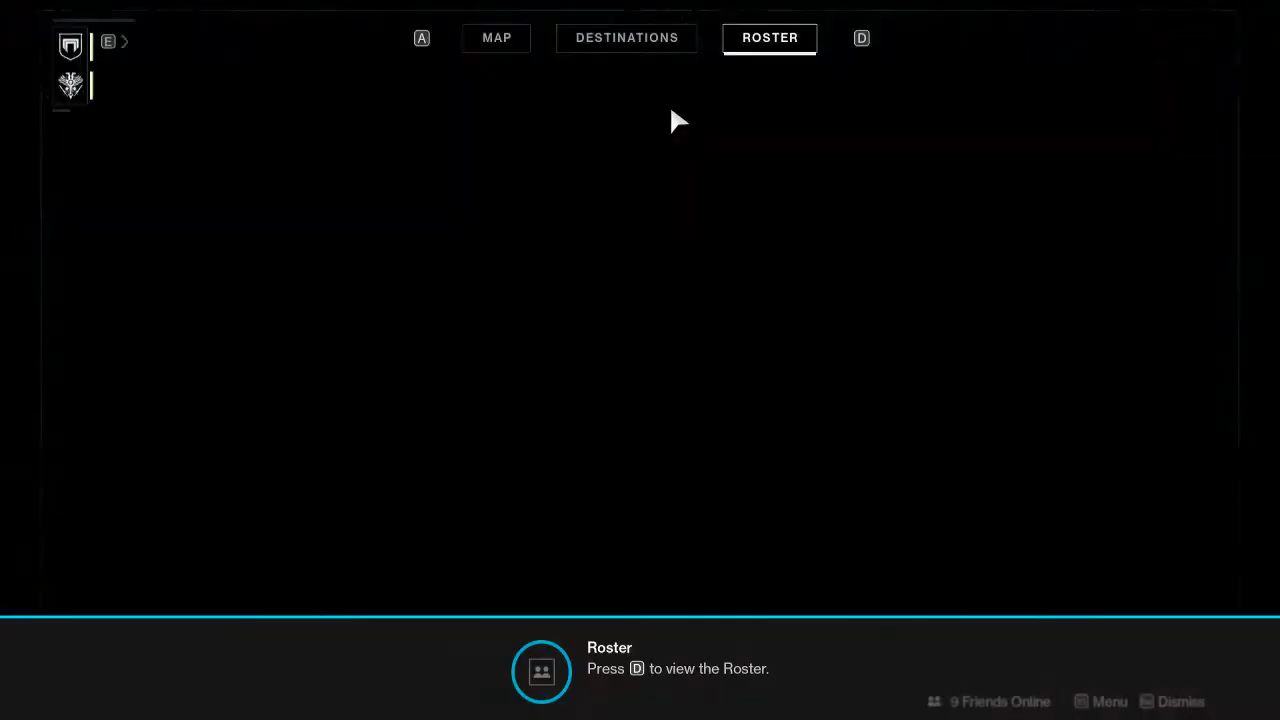 E
A MAP DESTINATIONS ROSTER D
Roster
Press D to view the Roster.
9 Friends Online Menu Dismiss